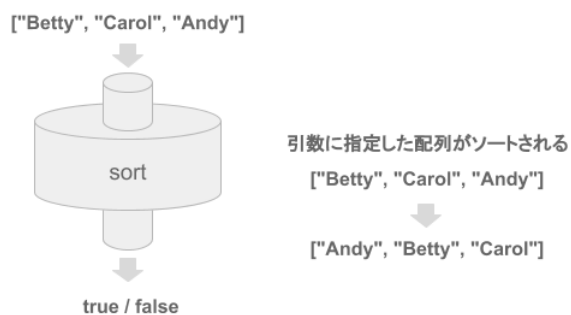 ["Betty", "Carol", "Andy"]
sort
true / false
引数に指定した配列がソートされる
["Betty", "Carol", "Andy"]
["Andy", "Betty", "Carol"]